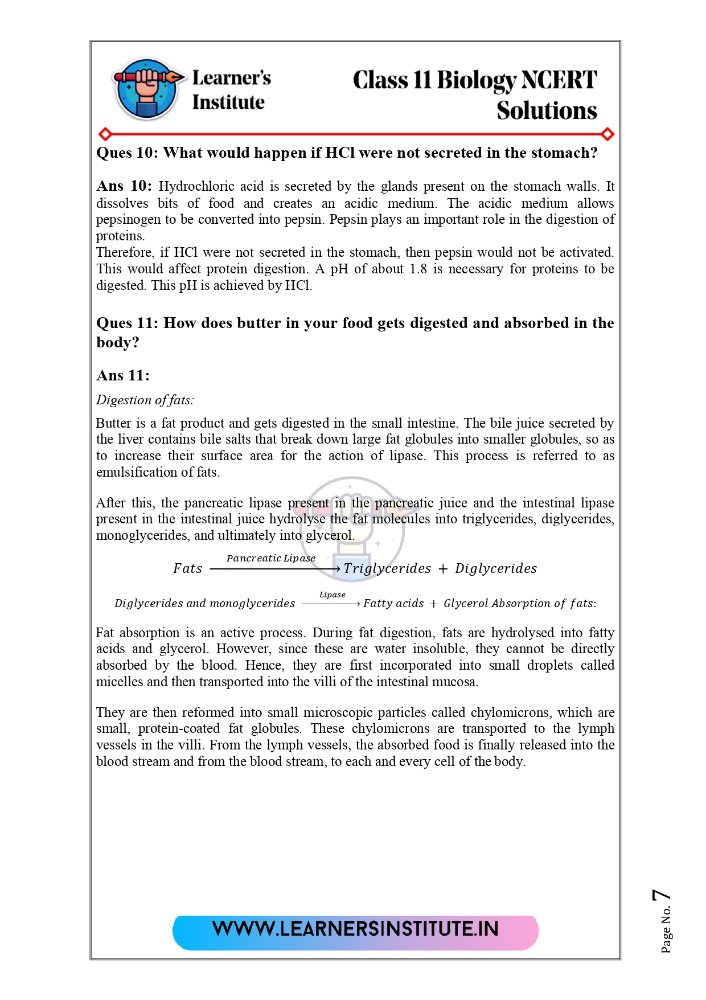 Learner's
Institute
Class 11 Biology NCERT
Solutions
Ques 10: What would happen if HCl were not secreted in the stomach?
Ans 10: Hydrochloric acid is secreted by the glands present on the stomach walls. It
dissolves bits of food and creates an acidic medium. The acidic medium allows
pepsinogen to be converted into pepsin. Pepsin plays an important role in the digestion of
proteins.
Therefore, if HCl were not secreted in the stomach, then pepsin would not be activated.
This would affect protein digestion. A pH of about 1.8 is necessary for proteins to be
digested. This pH is achieved by HCl.
Ques 11: How does butter in your food gets digested and absorbed in the
body?
Ans 11:
Digestion of fats:
Butter is a fat product and gets digested in the small intestine. The bile juice secreted by
the liver contains bile salts that break down large fat globules into smaller globules, so as
to increase their surface area for the action of lipase. This process is referred to as
emulsification of fats.
After this, the pancreatic lipase present in the pancreatic juice and the intestinal lipase
present in the intestinal juice hydrolyse the fat molecules into triglycerides, diglycerides,
monoglycerides, and ultimately into glycerol.
Pancreatic Lipase
Fats ⟶ Triglycerides + Diglycerides
Lipase
Diglycerides and monoglycerides ⟶ Fatty acids + Glycerol Absorption of fats:
Fat absorption is an active process. During fat digestion, fats are hydrolysed into fatty
acids and glycerol. However, since these are water insoluble, they cannot be directly
absorbed by the blood. Hence, they are first incorporated into small droplets called
micelles and then transported into the villi of the intestinal mucosa.
They are then reformed into small microscopic particles called chylomicrons, which are
small, protein-coated fat globules. These chylomicrons are transported to the lymph
vessels in the villi. From the lymph vessels, the absorbed food is finally released into the
blood stream and from the blood stream, to each and every cell of the body.
WWW.LEARNERSINSTITUTE.IN
Page No. 7